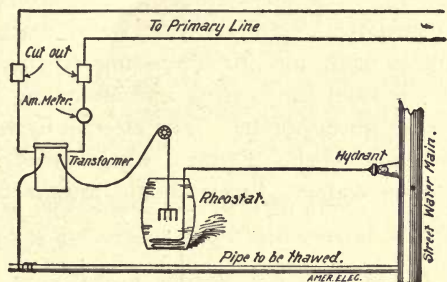 To Primary Line
Cut out
Am. Meter.
Transformer
Rheostat.
Hydrant
Street Water Main.
Pipe to be thawed.
AMER. ELEC.